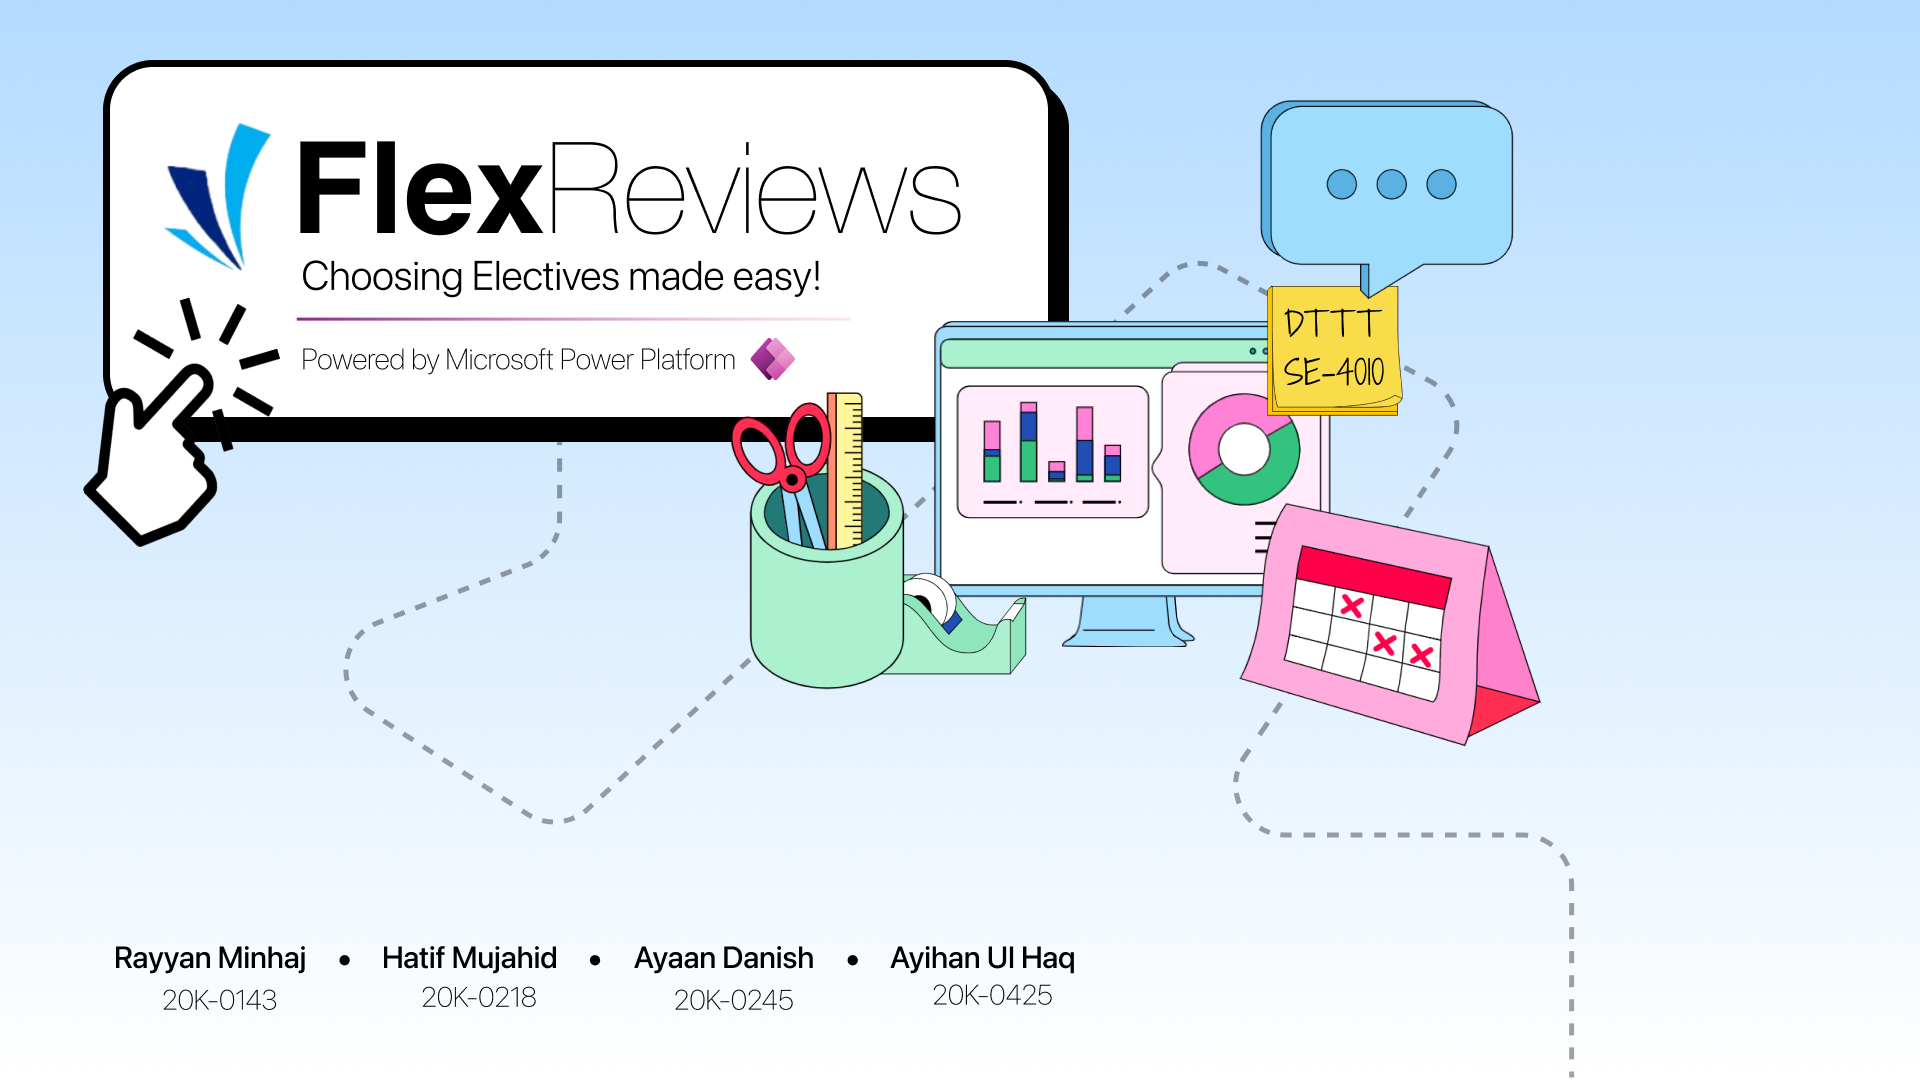 FlexReviews
Choosing Electives made easy!
Powered by Microsoft Power Platform
DTTT
SE-4010
Rayyan Minhaj • Hatif Mujahid • Ayaan Danish • Ayihan Ul Haq
20K-0143 20K-0218 20K-0245 20K-0425